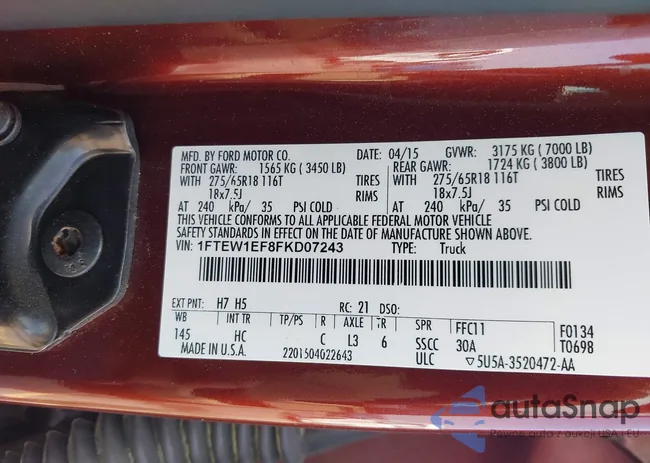 MFD. BY FORD MOTOR CO.
DATE: 04/15 GVWR: 3175 KG ( 7000 LB)
FRONT GAWR: 1565 KG ( 3450 LB) REAR GAWR: 1724 KG ( 3800 LB)
WITH 275/65R18 116T TIRES WITH 275/65R18 116T TIRES
18x7.5J RIMS 18x7.5J RIMS
AT 240 kPa/ 35 PSI COLD AT 240 kPa/ 35 PSI COLD
THIS VEHICLE CONFORMS TO ALL APPLICABLE FEDERAL MOTOR VEHICLE
SAFETY STANDARDS IN EFFECT ON THE DATE OF MANUFACTURE SHOWN ABOVE.
VIN: 1FTEW1EF8FKD07243 TYPE: Truck
EXT PNT: H7 H5 RC: 21 DSO:
WB INT TR TP/PS R AXLE TR SPR FFC11 F0134
145 HC C L3 6 SSCC 30A T0698
MADE IN U.S.A. 2201504022643 ULC ▽5U5A-3520472-AA
autoSnap
Pewne auto z aukcji USA i EU